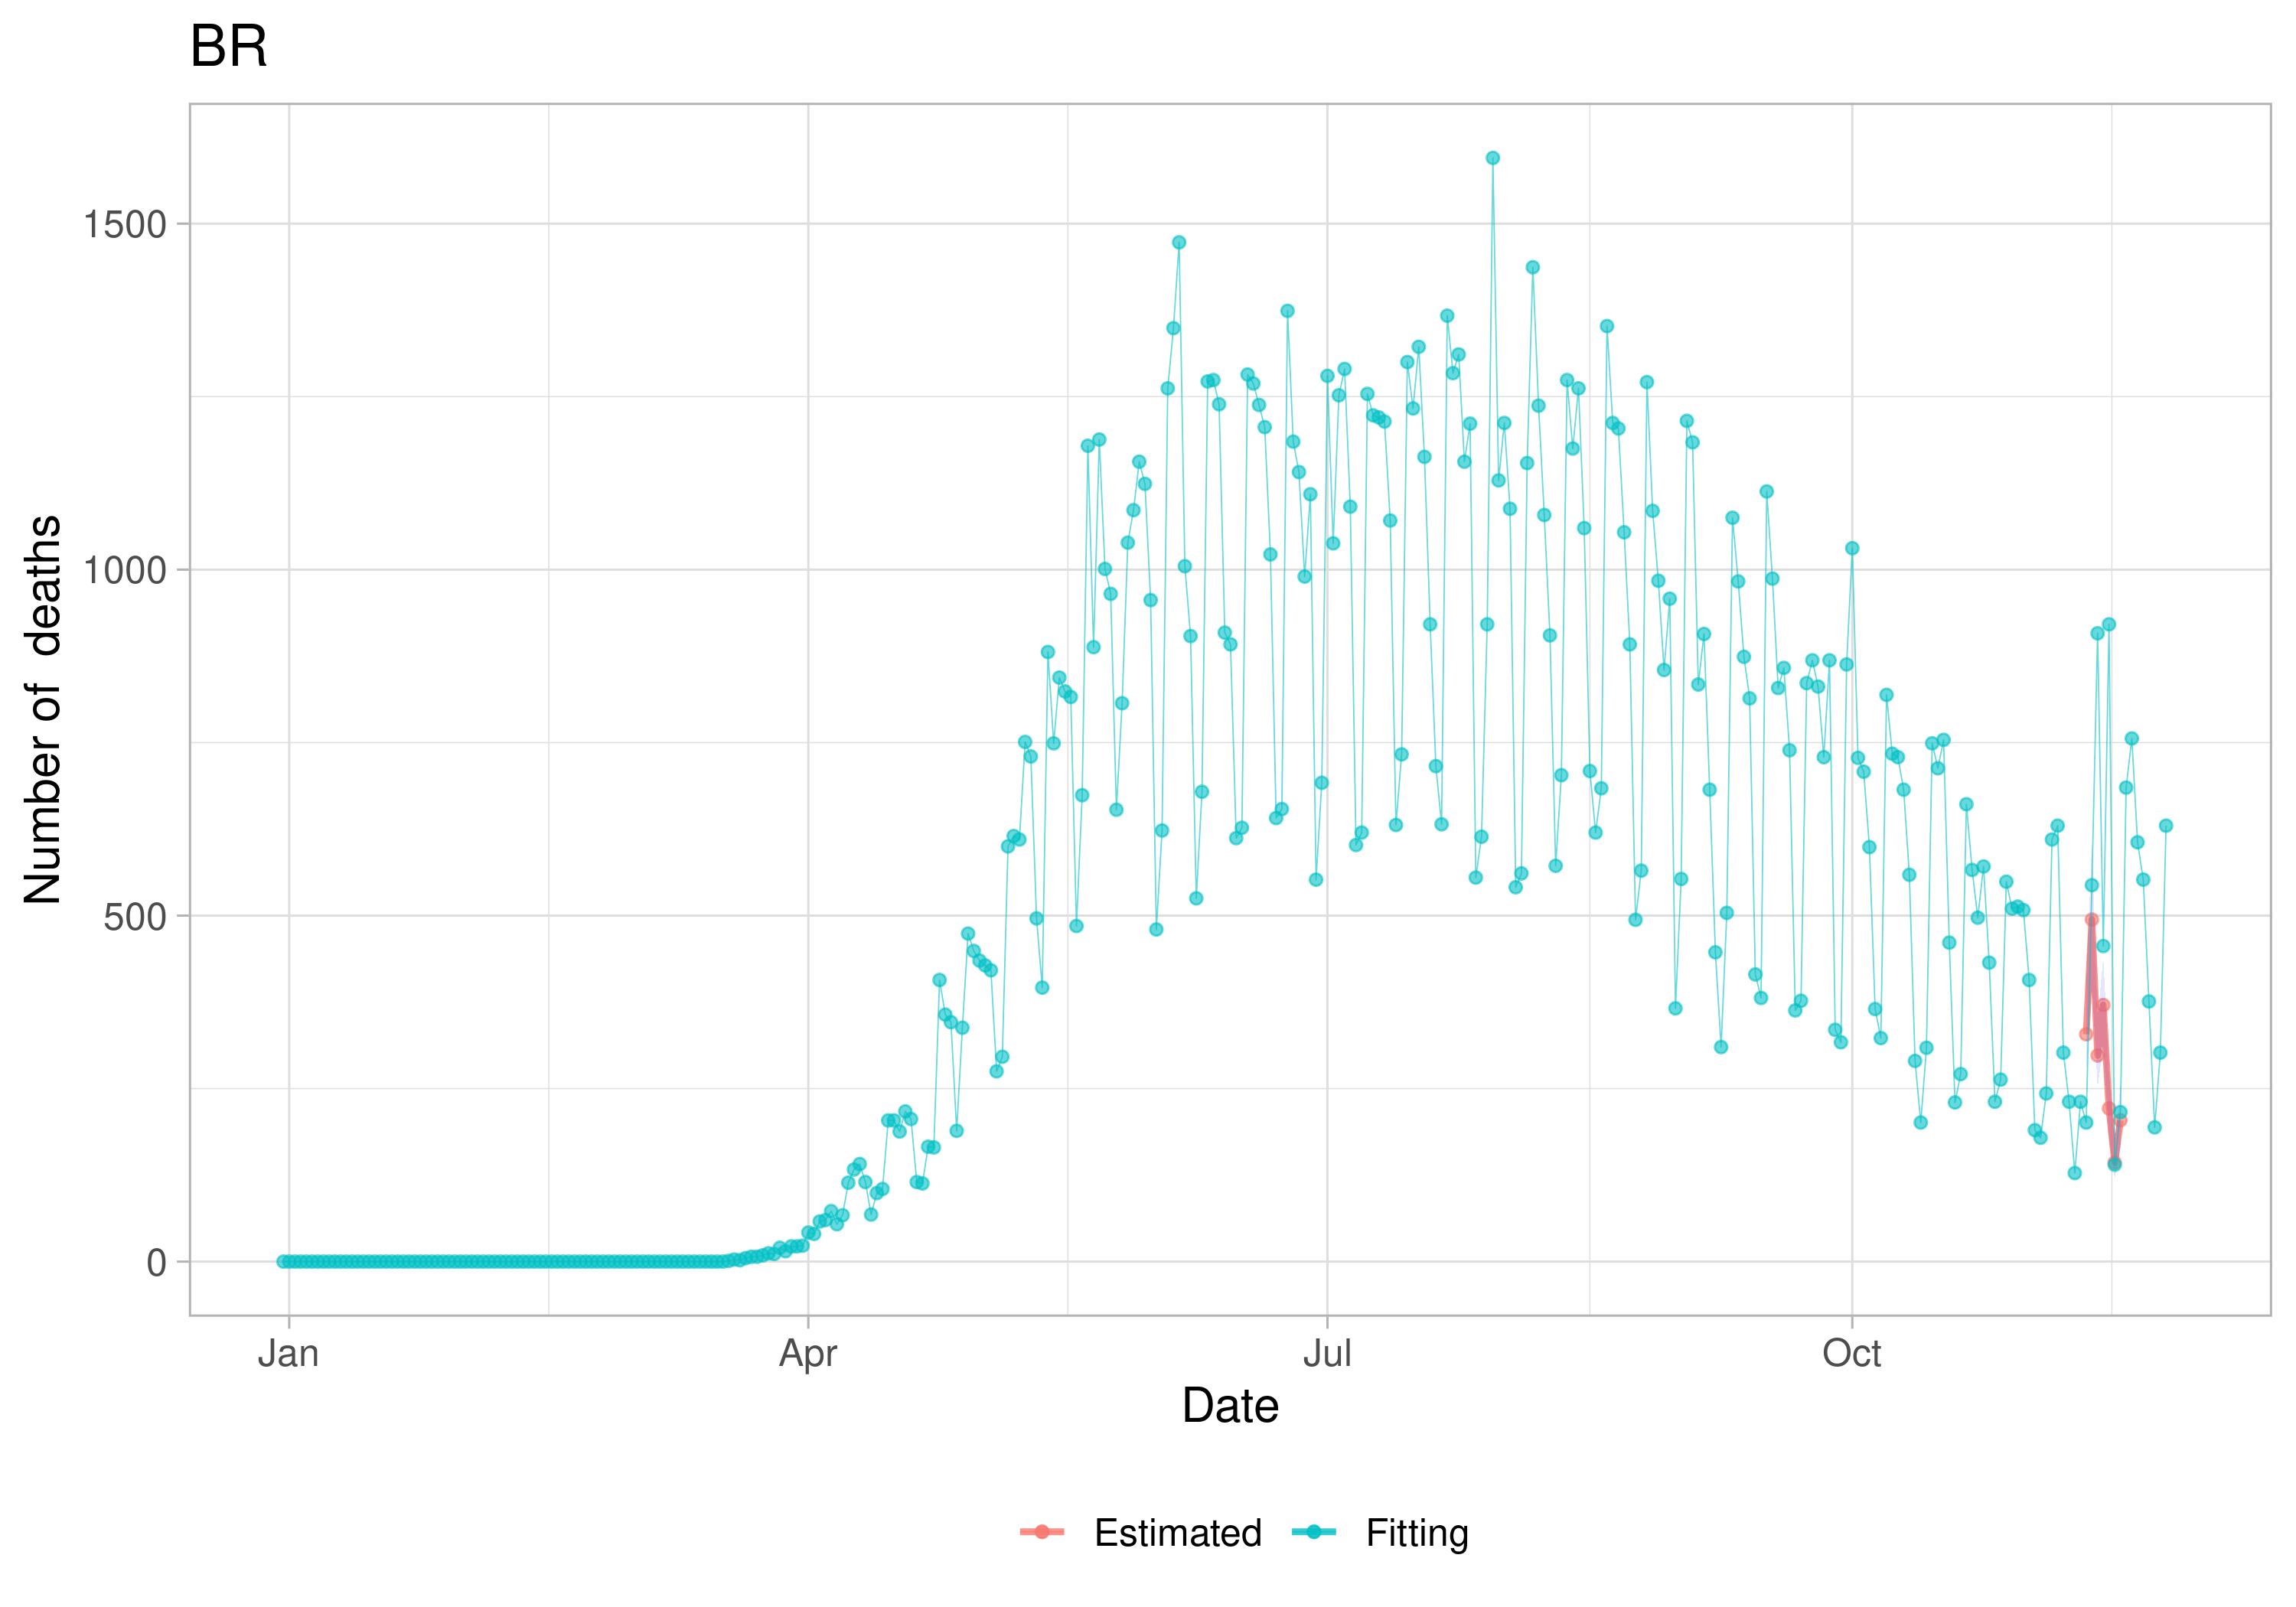 BR
1500
1000
500
0
Number of deaths
Jan Apr Jul Oct
Date
Estimated Fitting